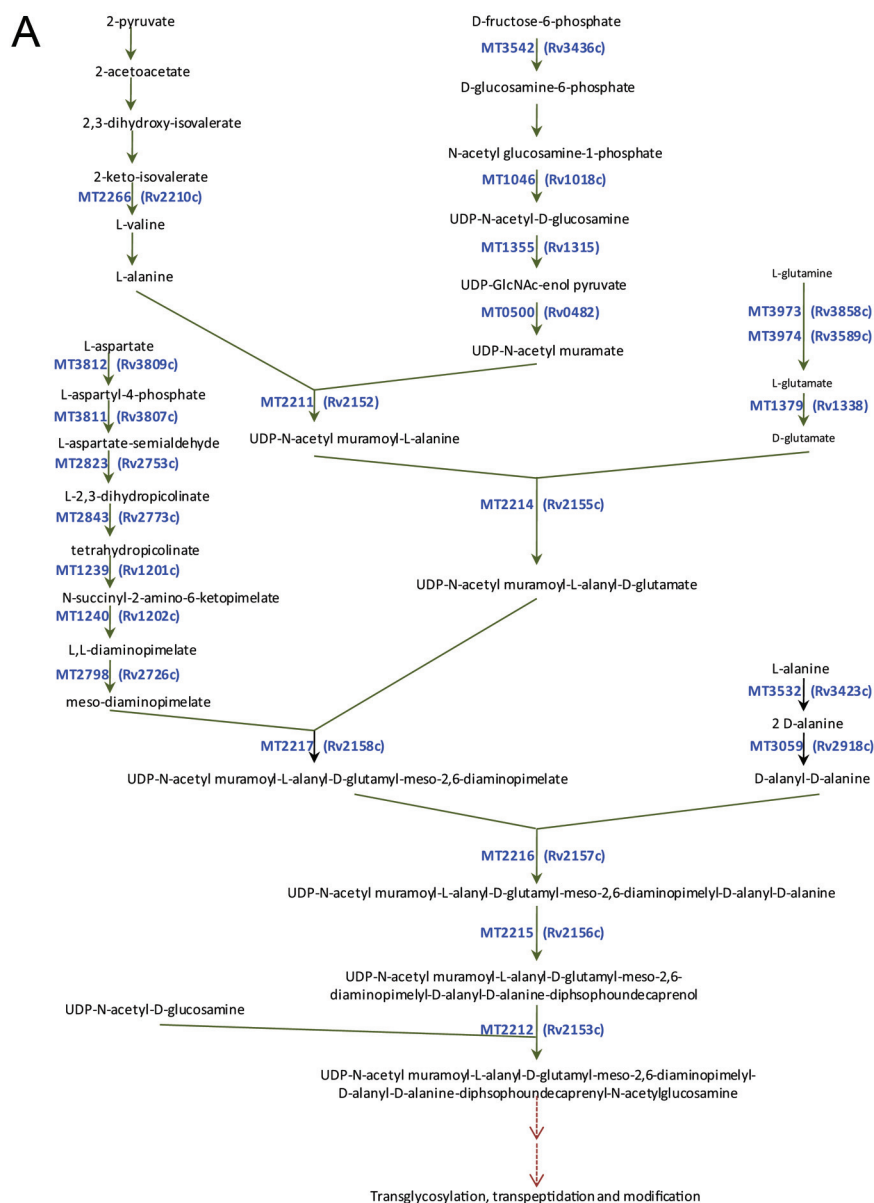 A
2-pyruvate
2-acetoacetate
2,3-dihydroxy-isovalerate
2-keto-isovalerate
MT2266 (Rv2210c)
L-valine
L-alanine
D-fructose-6-phosphate
MT3542 (Rv3436c)
D-glucosamine-6-phosphate
N-acetyl glucosamine-1-phosphate
MT1046 (Rv1018c)
UDP-N-acetyl-D-glucosamine
MT1355 (Rv1315)
UDP-GlcNAc-enol pyruvate
MT0500 (Rv0482)
UDP-N-acetyl muramate
L-glutamine
MT3973 (Rv3858c)
MT3974 (Rv3589c)
L-glutamate
MT1379 (Rv1338)
D-glutamate
L-aspartate
MT3812 (Rv3809c)
L-aspartyl-4-phosphate
MT3811 (Rv3807c)
L-aspartate-semialdehyde
MT2823 (Rv2753c)
L-2,3-dihydropicolinate
MT2843 (Rv2773c)
tetrahydropicolinate
MT1239 (Rv1201c)
N-succinyl-2-amino-6-ketopimelate
MT1240 (Rv1202c)
L,L-diaminopimelate
MT2798 (Rv2726c)
meso-diaminopimelate
MT2211 (Rv2152)
UDP-N-acetyl muramoyl-L-alanine
MT2214 (Rv2155c)
UDP-N-acetyl muramoyl-L-alanyl-D-glutamate
MT2217 (Rv2158c)
UDP-N-acetyl muramoyl-L-alanyl-D-glutamyl-meso-2,6-diaminopimelate
L-alanine
MT3532 (Rv3423c)
2 D-alanine
MT3059 (Rv2918c)
D-alanyl-D-alanine
MT2216 (Rv2157c)
UDP-N-acetyl muramoyl-L-alanyl-D-glutamyl-meso-2,6-diaminopimelyl-D-alanyl-D-alanine
MT2215 (Rv2156c)
UDP-N-acetyl muramoyl-L-alanyl-D-glutamyl-meso-2,6-
diaminopimelyl-D-alanyl-D-alanine-diphsophoundecaprenol
UDP-N-acetyl-D-glucosamine
MT2212 (Rv2153c)
UDP-N-acetyl muramoyl-L-alanyl-D-glutamyl-meso-2,6-diaminopimelyl-
D-alanyl-D-alanine-diphsophoundecaprenyl-N-acetylglucosamine
Transglycosylation, transpeptidation and modification